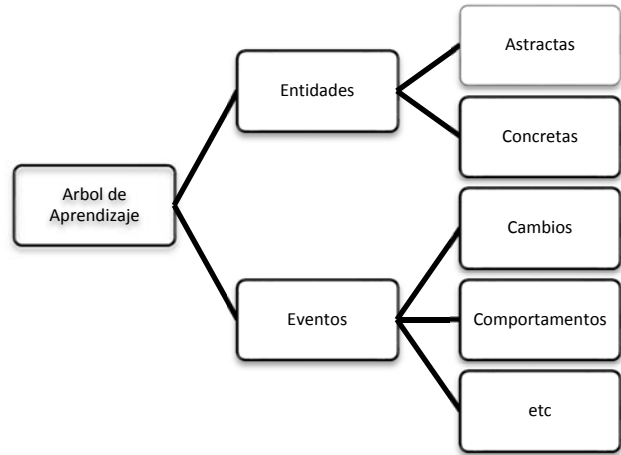 Arbol de
Aprendizaje
Entidades
Astractas
Concretas
Eventos
Cambios
Comportamentos
etc